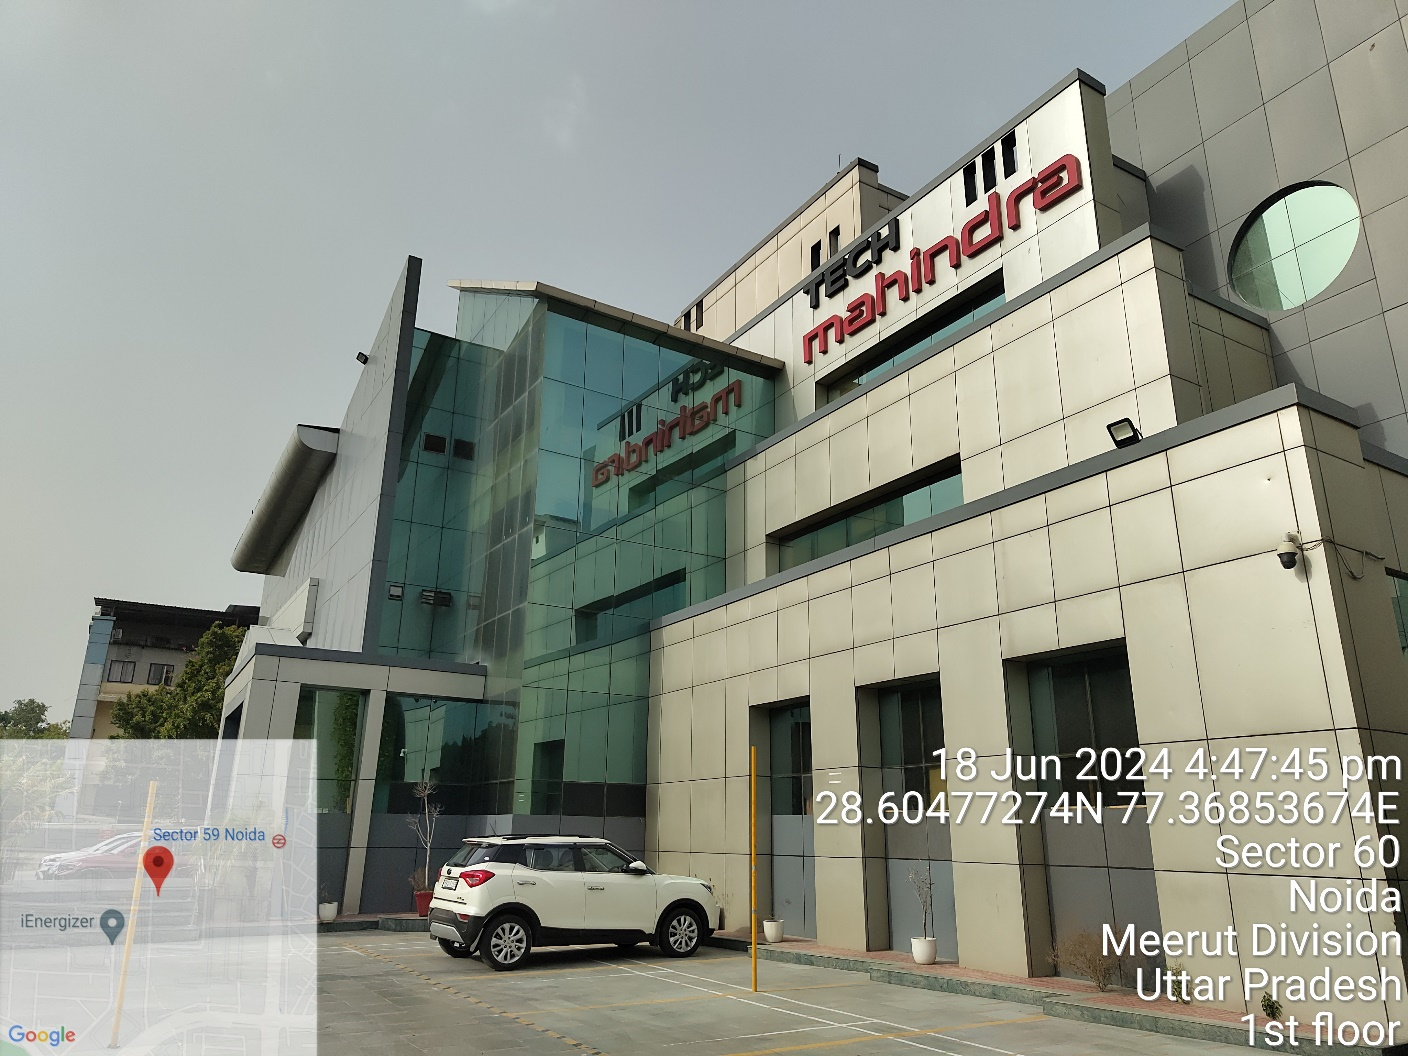 TECH
mahindra
18 Jun 2024 4:47:45 pm
28.60477274N 77.36853674E
Sector 60
Noida
Meerut Division
Uttar Pradesh
1st floor
Sector 59 Noida
iEnergizer
Google